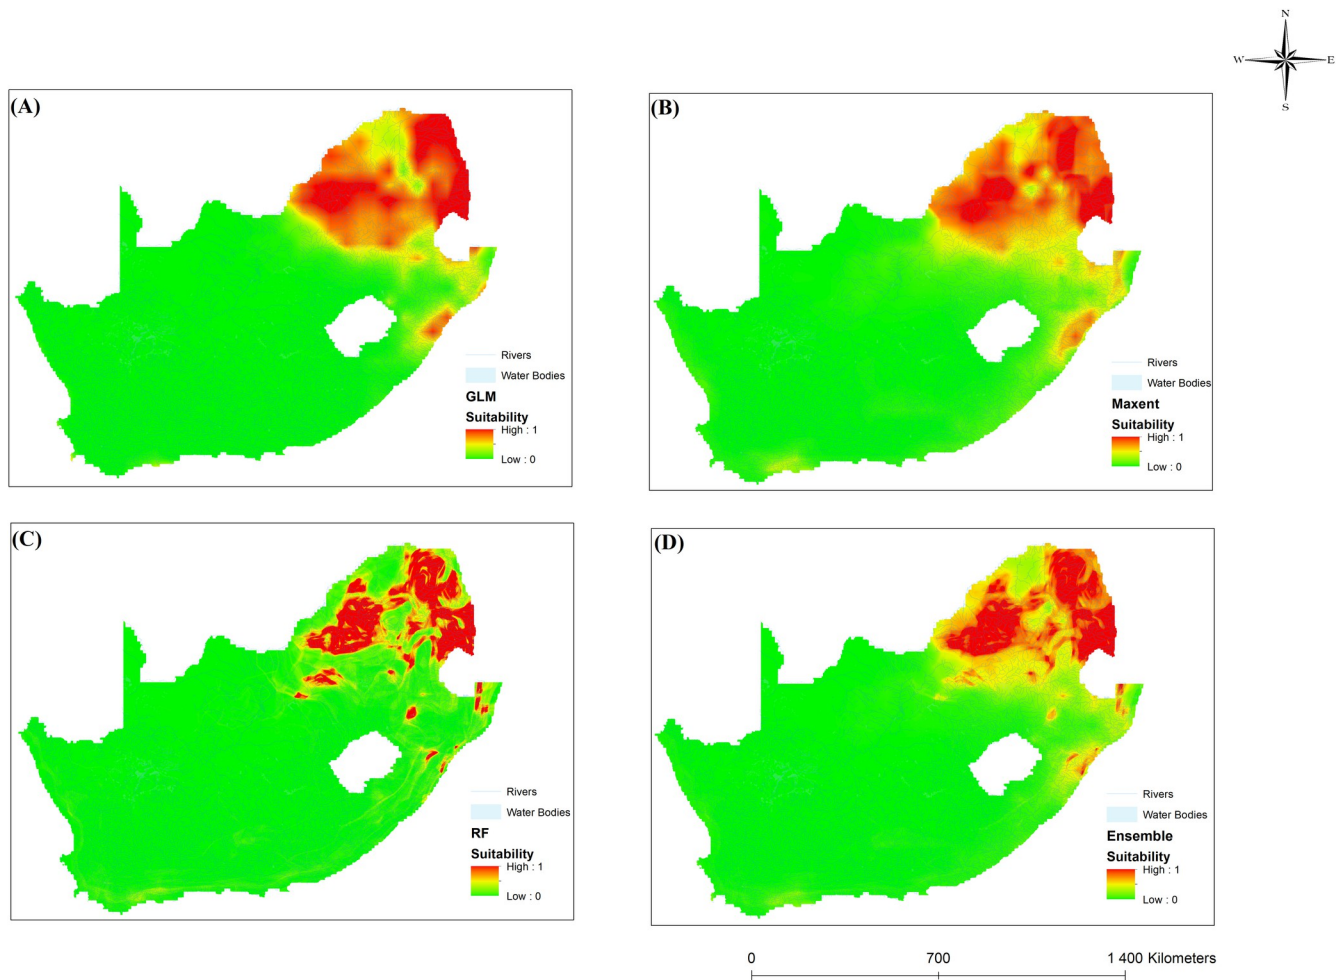 N
W E
S
(A)
Rivers
Water Bodies
GLM
Suitability
High : 1
Low : 0
(B)
Rivers
Water Bodies
Maxent
Suitability
High : 1
Low : 0
(C)
Rivers
Water Bodies
RF
Suitability
High : 1
Low : 0
(D)
Rivers
Water Bodies
Ensemble
Suitability
High : 1
Low : 0
0 700 1 400 Kilometers